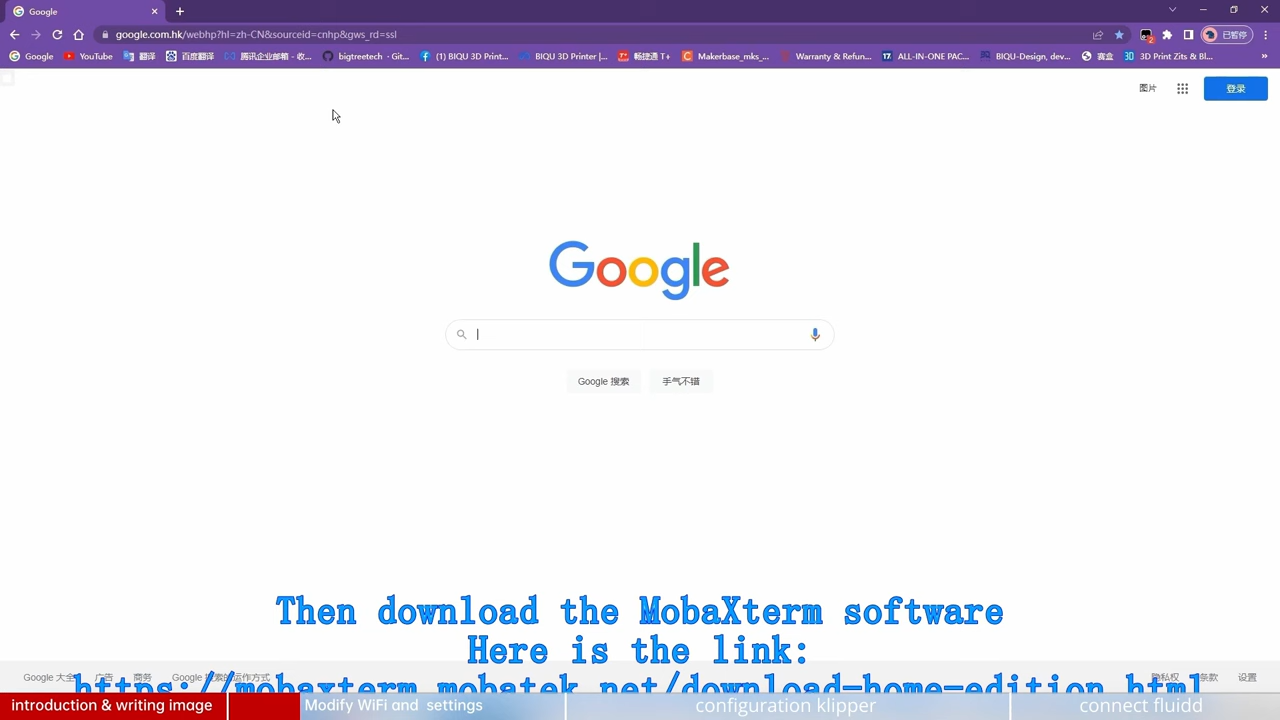 Google
google.com.hk/webhp?hl=zh-CN&sourceid=cnhp&gws_rd=ssl
2
已暂停
Google
YouTube
翻译
百度翻译
腾讯企业邮箱 - 收...
bigtreetech · Git...
(1) BIQU 3D Print...
BIQU 3D Printer |...
畅捷通 T+
Makerbase_mks_...
Warranty & Refun...
ALL-IN-ONE PAC...
BIQU-Design, dev...
赛盒
3D Print Zits & Bl...
»
图片
登录
Google
Google 搜索
手气不错
Then download the MobaXterm software
Here is the link:
https://mobaxterm.mobatek.net/download-home-edition.html
Google 大全
广告
商务
Google 搜索的运作方式
隐私权
条款
设置
introduction & writing image
Modify WiFi and settings
configuration klipper
connect fluidd